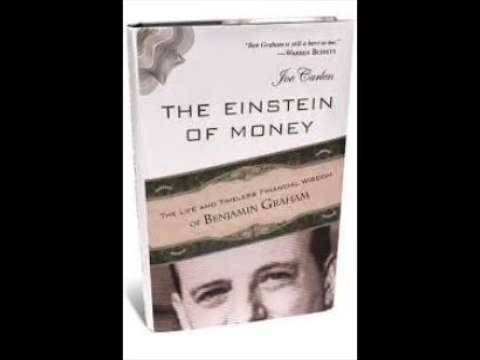 "Ben Graham is still a hero to me."
—WARREN BUFFETT
Joe Carlen
THE EINSTEIN
OF MONEY
THE LIFE AND TIMELESS FINANCIAL WISDOM
OF BENJAMIN GRAHAM